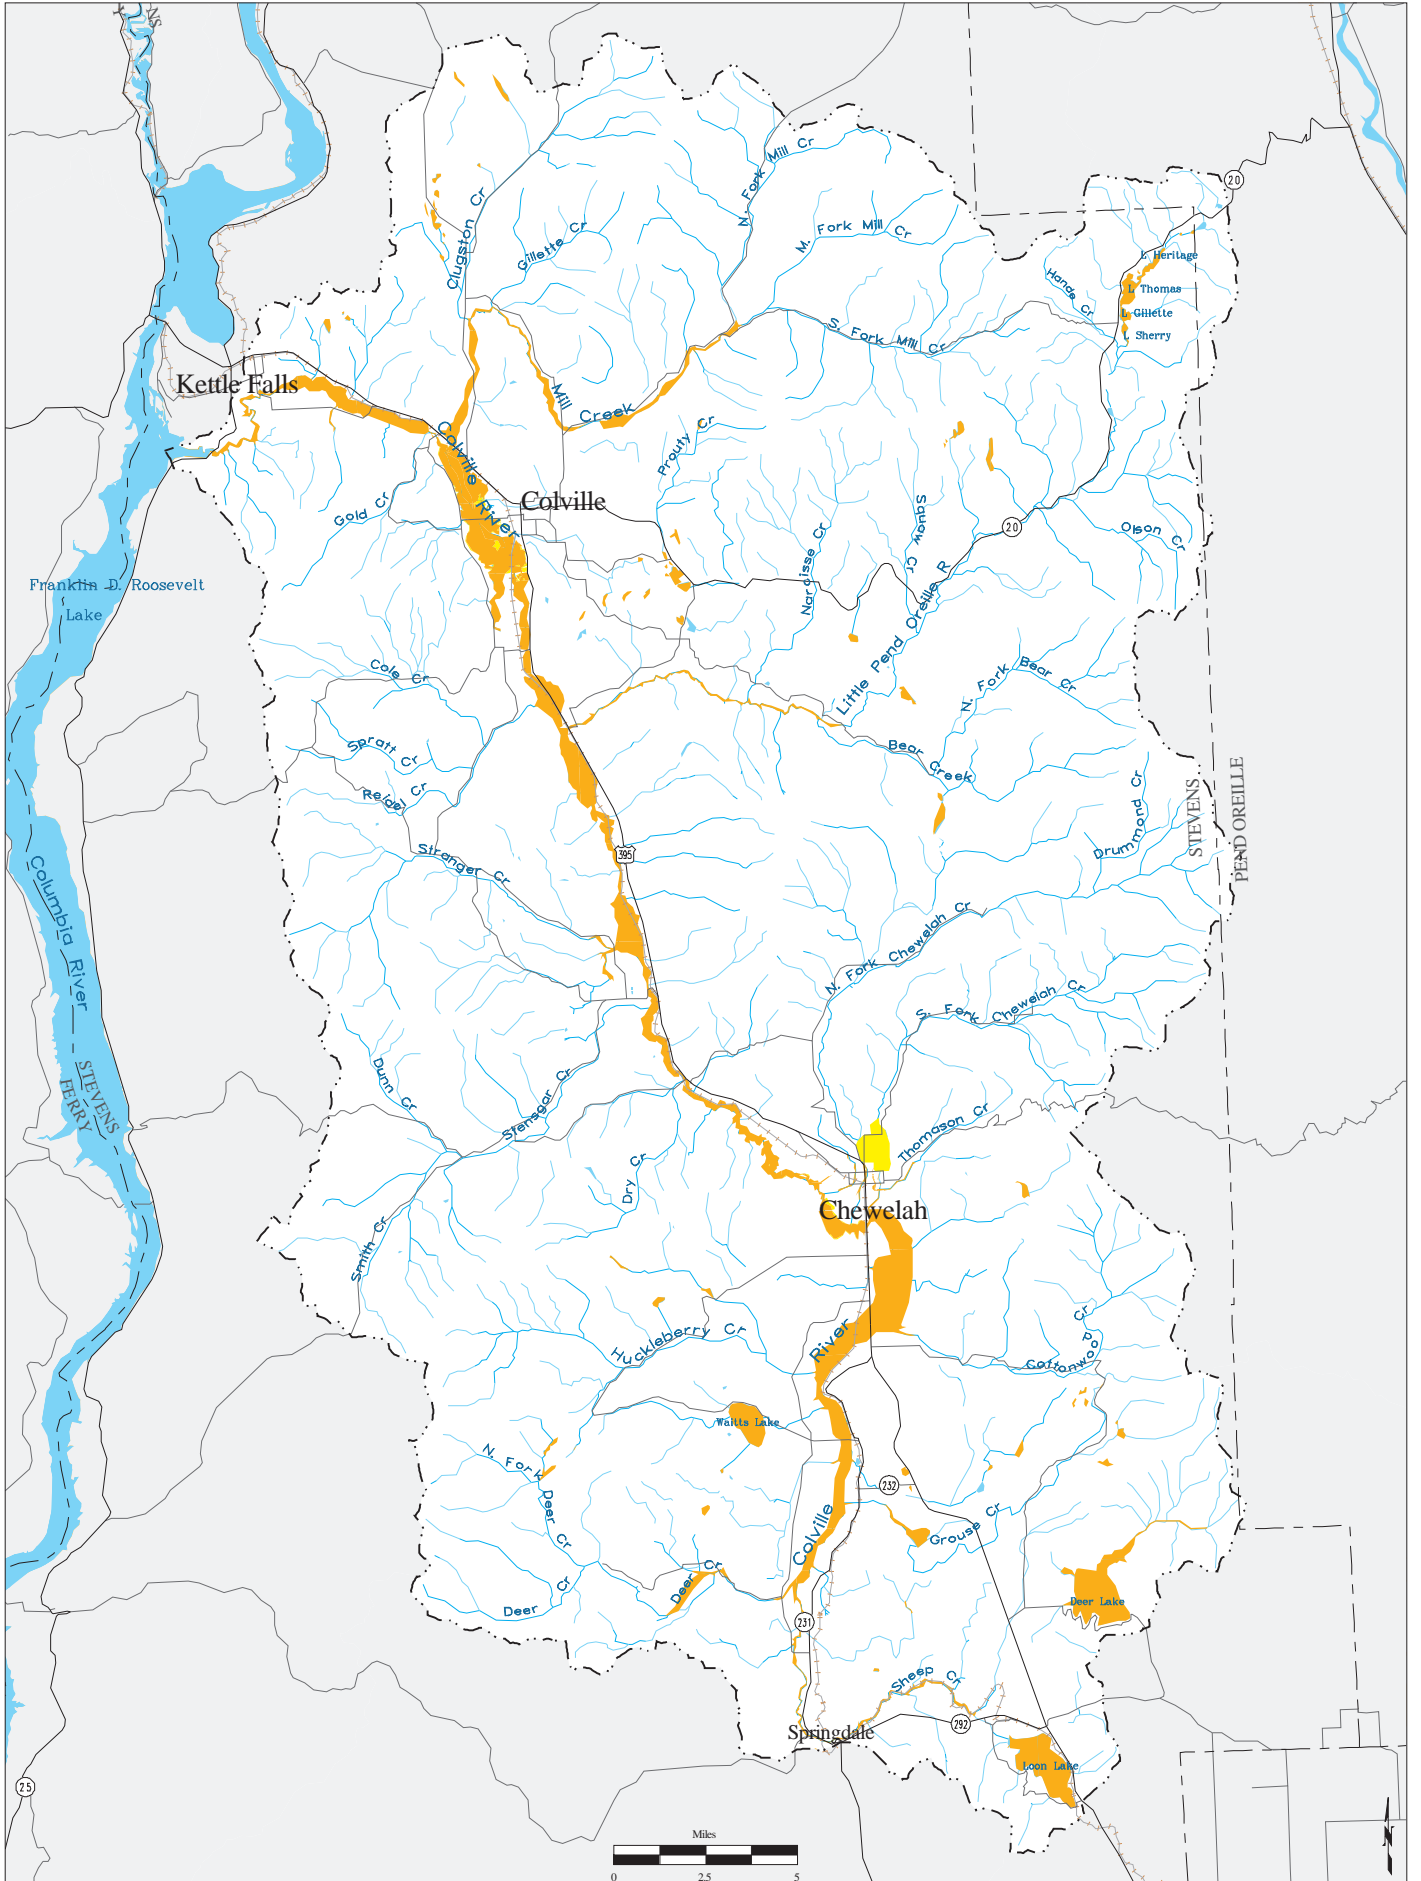 NS
20
N. Fork Mill Cr
M. Fork Mill Cr
Clugston Cr
Gillette Cr
L Heritage
Hande Cr
L Thomas
L Gillette
L Sherry
S. Fork Mill Cr
Kettle Falls
Mill Creek
Prouty Cr
Colville River
Colville
Gold Cr
Squaw Cr
20
Olson Cr
Narcisse Cr
Franklin D. Roosevelt
Lake
Little Pend Oreille R
Cole Cr
N. Fork Bear Cr
Spratt Cr
Bear Creek
Reidel Cr
Drummond Cr
STEVENS
PEND OREILLE
395
Stranger Cr
Columbia River
N. Fork Chewelah Cr
S. Fork Chewelah Cr
Dunn Cr
STEVENS
FERRY
Stensgar Cr
Thomason Cr
Dry Cr
Chewelah
Smith Cr
Huckleberry Cr
River
Cottonwood Cr
Waitts Lake
N. Fork Deer Cr
232
Colville
Grouse Cr
Deer Cr
Deer Cr
Deer Lake
231
Sheep Cr
292
Springdale
Loon Lake
25
Miles
0 2.5 5
N